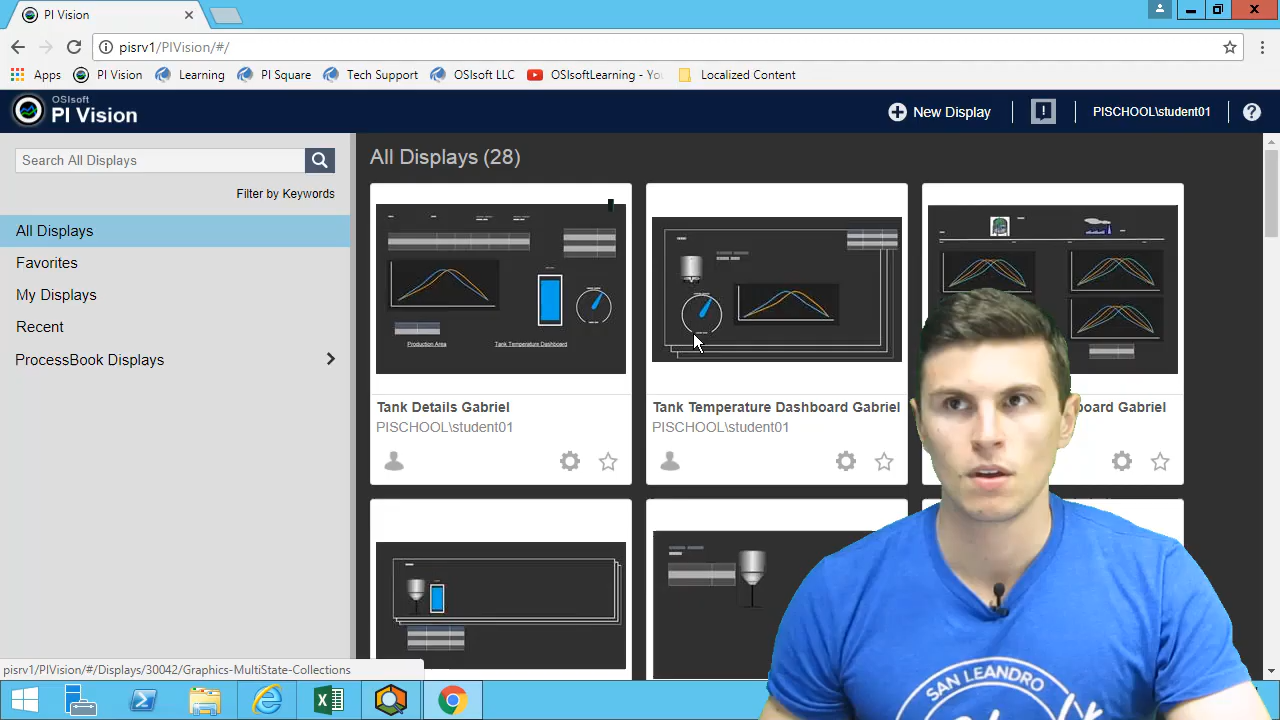 PI Vision
pisrv1/PIVision/#/
Apps PI Vision Learning PI Square Tech Support OSIsoft LLC OSIsoftLearning - You Localized Content
OSIsoft
PI Vision
New Display PISCHOOL\student01
Search All Displays
Filter by Keywords
All Displays
Favorites
My Displays
Recent
ProcessBook Displays
All Displays (28)
Production Area Tank Temperature Dashboard
Tank Details Gabriel
PISCHOOL\student01
Tank Temperature Dashboard Gabriel
PISCHOOL\student01
board Gabriel
pisrv1/PIVision/#/Displays/30042/Graphics-MultiState-Collections
SAN LEANDRO